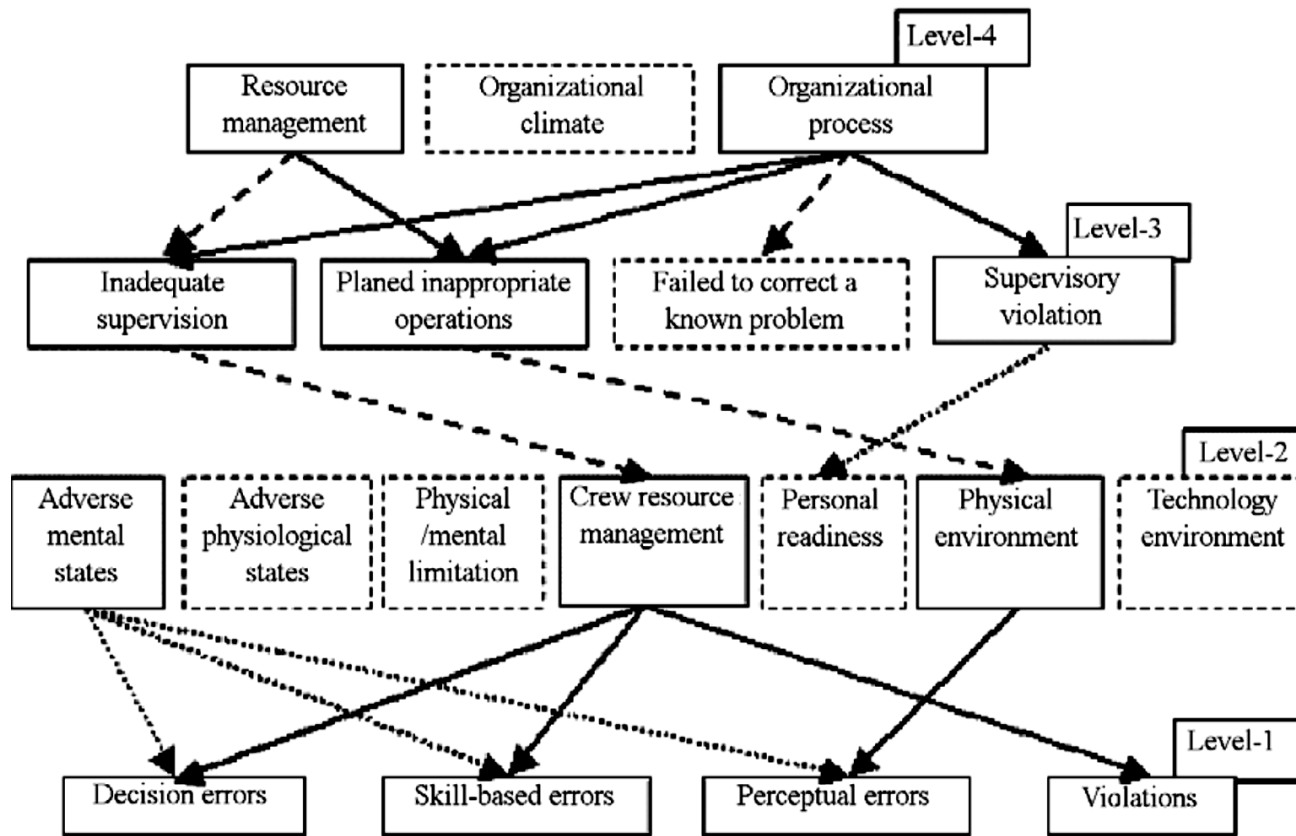 Level-4
Resource
management
Organizational
climate
Organizational
process
Level-3
Inadequate
supervision
Planed inappropriate
operations
Failed to correct a
known problem
Supervisory
violation
Level-2
Adverse
mental
states
Adverse
physiological
states
Physical
/mental
limitation
Crew resource
management
Personal
readiness
Physical
environment
Technology
environment
Level-1
Decision errors
Skill-based errors
Perceptual errors
Violations